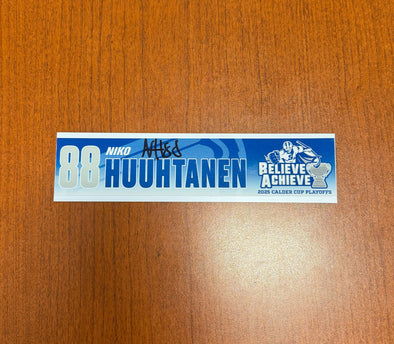 88 NIKO
HUUHTANEN
BELIEVE
ACHIEVE
2025 CALDER CUP PLAYOFFS